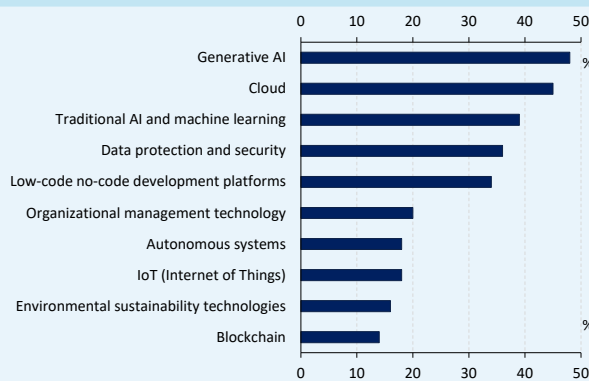 0 10 20 30 40 50
%
Generative AI
Cloud
Traditional AI and machine learning
Data protection and security
Low-code no-code development platforms
Organizational management technology
Autonomous systems
IoT (Internet of Things)
Environmental sustainability technologies
%
Blockchain
0 10 20 30 40 50